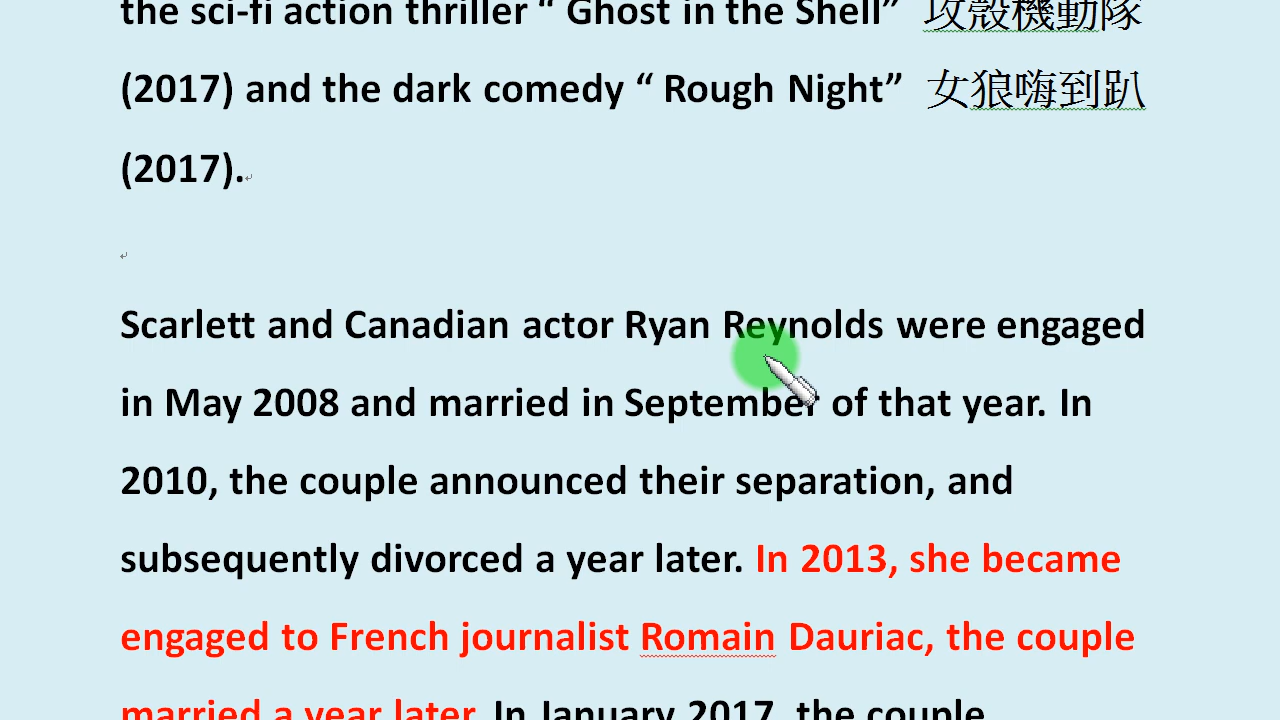 the sci-fi action thriller “ Ghost in the Shell” 攻殼機動隊
(2017) and the dark comedy “ Rough Night” 女狼嗨到趴
(2017).
Scarlett and Canadian actor Ryan Reynolds were engaged
in May 2008 and married in September of that year. In
2010, the couple announced their separation, and
subsequently divorced a year later. In 2013, she became
engaged to French journalist Romain Dauriac, the couple
married a year later. In January 2017, the couple